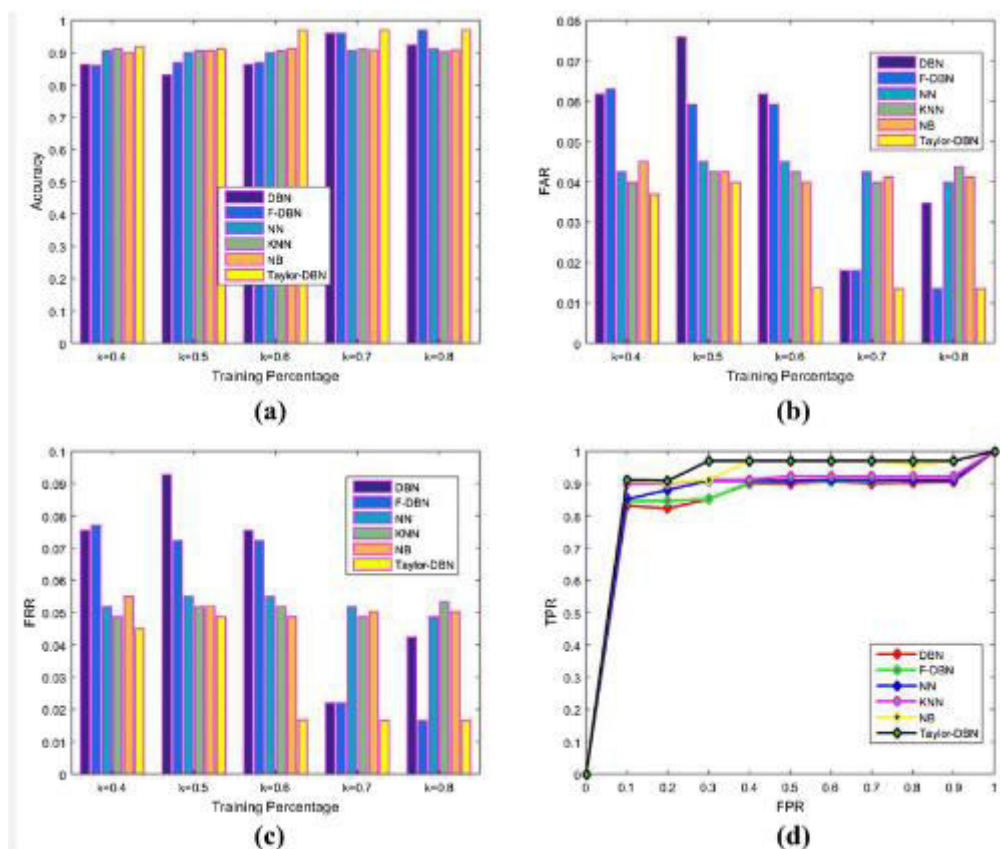 1
0.9
0.8
0.7
0.6
0.5
0.4
0.3
0.2
0.1
0
Accuracy
DBN
F-DBN
NN
KNN
NB
Taylor-DBN
k=0.4 k=0.5 k=0.6 k=0.7 k=0.8
Training Percentage
(a)
0.08
0.07
0.06
0.05
0.04
0.03
0.02
0.01
0
FAR
DBN
F-DBN
NN
KNN
NB
Taylor-DBN
k=0.4 k=0.5 k=0.6 k=0.7 k=0.8
Training Percentage
(b)
0.1
0.09
0.08
0.07
0.06
0.05
0.04
0.03
0.02
0.01
0
FRR
DBN
F-DBN
NN
KNN
NB
Taylor-DBN
k=0.4 k=0.5 k=0.6 k=0.7 k=0.8
Training Percentage
(c)
1
0.9
0.8
0.7
0.6
0.5
0.4
0.3
0.2
0.1
0
TPR
DBN
F-DBN
NN
KNN
NB
Taylor-DBN
0 0.1 0.2 0.3 0.4 0.5 0.6 0.7 0.8 0.9 1
FPR
(d)